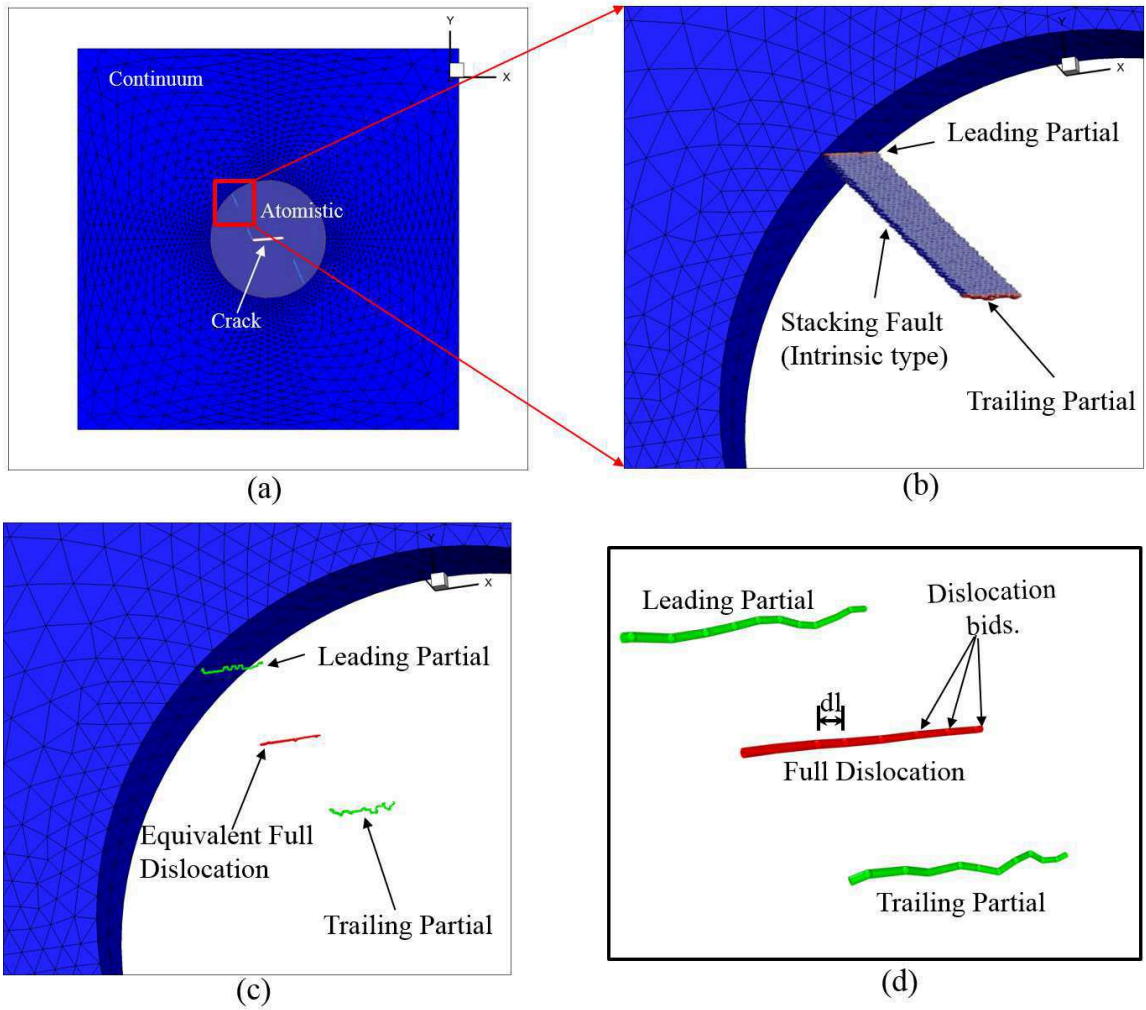 Y
X
Continuum
Atomistic
Crack
(a)
Y
X
Leading Partial
Stacking Fault
(Intrinsic type)
Trailing Partial
(b)
Y
X
Leading Partial
Equivalent Full
Dislocation
Trailing Partial
(c)
Leading Partial
Dislocation
bids.
dl
Full Dislocation
Trailing Partial
(d)